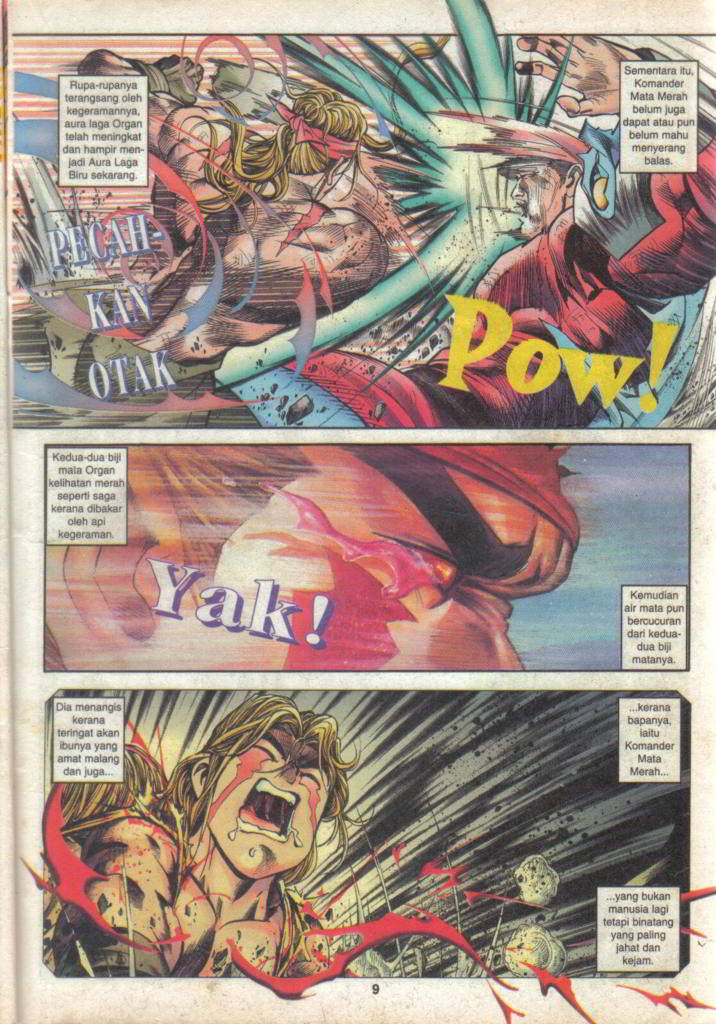 Rupa-rupanya
terangsang oleh
kegeramannya,
aura laga Organ
telah meningkat
dan hampir men-
jadi Aura Laga
Biru sekarang.
Sementara itu,
Komander
Mata Merah
belum juga
dapat atau pun
belum mahu
menyerang
balas.
PECAH-
KAN
OTAK
Pow!
Kedua-dua biji
mata Organ
kelihatan merah
seperti saga
kerana dibakar
oleh api
kegeraman.
Yak!
Kemudian
air mata pun
bercucuran
dari kedua-
dua biji
matanya.
Dia menangis
kerana
teringat akan
ibunya yang
amat malang
dan juga...
...kerana
bapanya,
iaitu
Komander
Mata
Merah...
...yang bukan
manusia lagi
tetapi binatang
yang paling
jahat dan
kejam.
9